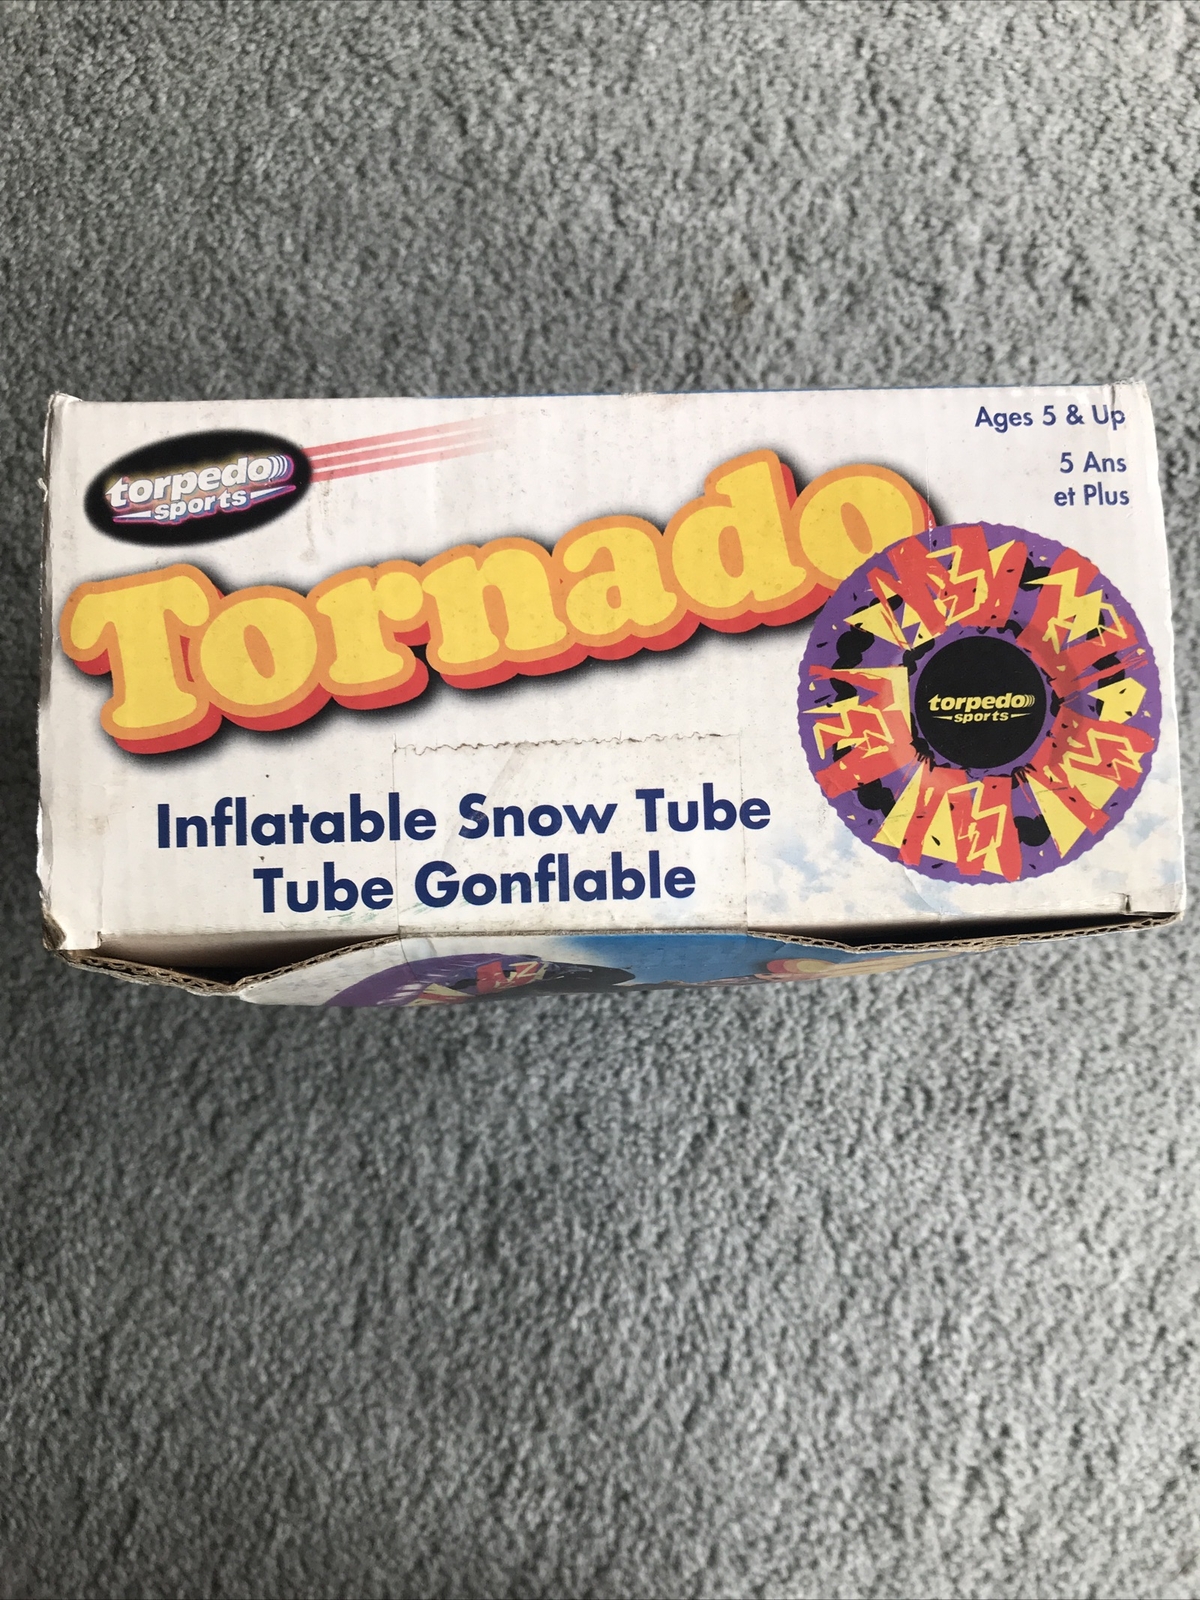 torpedo
sports
Ages 5 & Up
5 Ans
et Plus
Tornado
torpedo
sports
Inflatable Snow Tube
Tube Gonflable